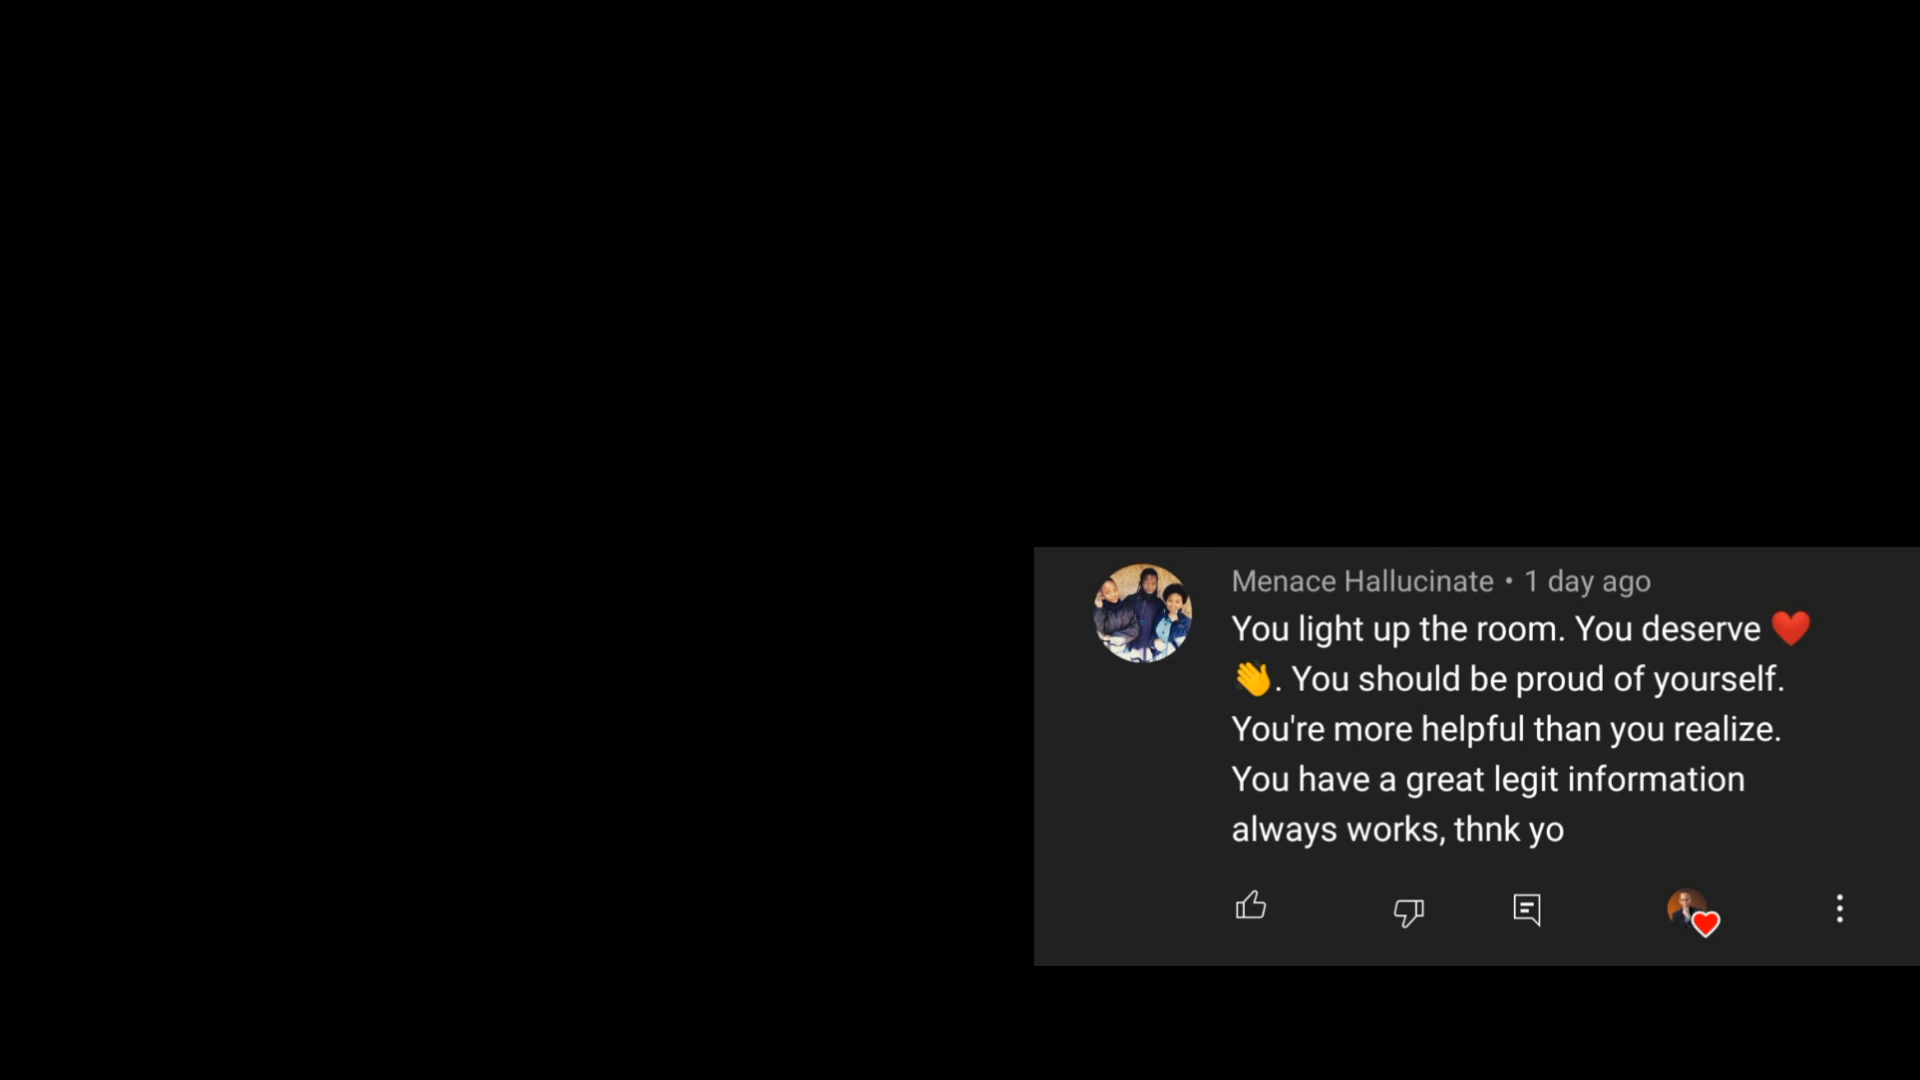 Menace Hallucinate • 1 day ago
You light up the room. You deserve ❤️
👋. You should be proud of yourself.
You're more helpful than you realize.
You have a great legit information
always works, thnk yo